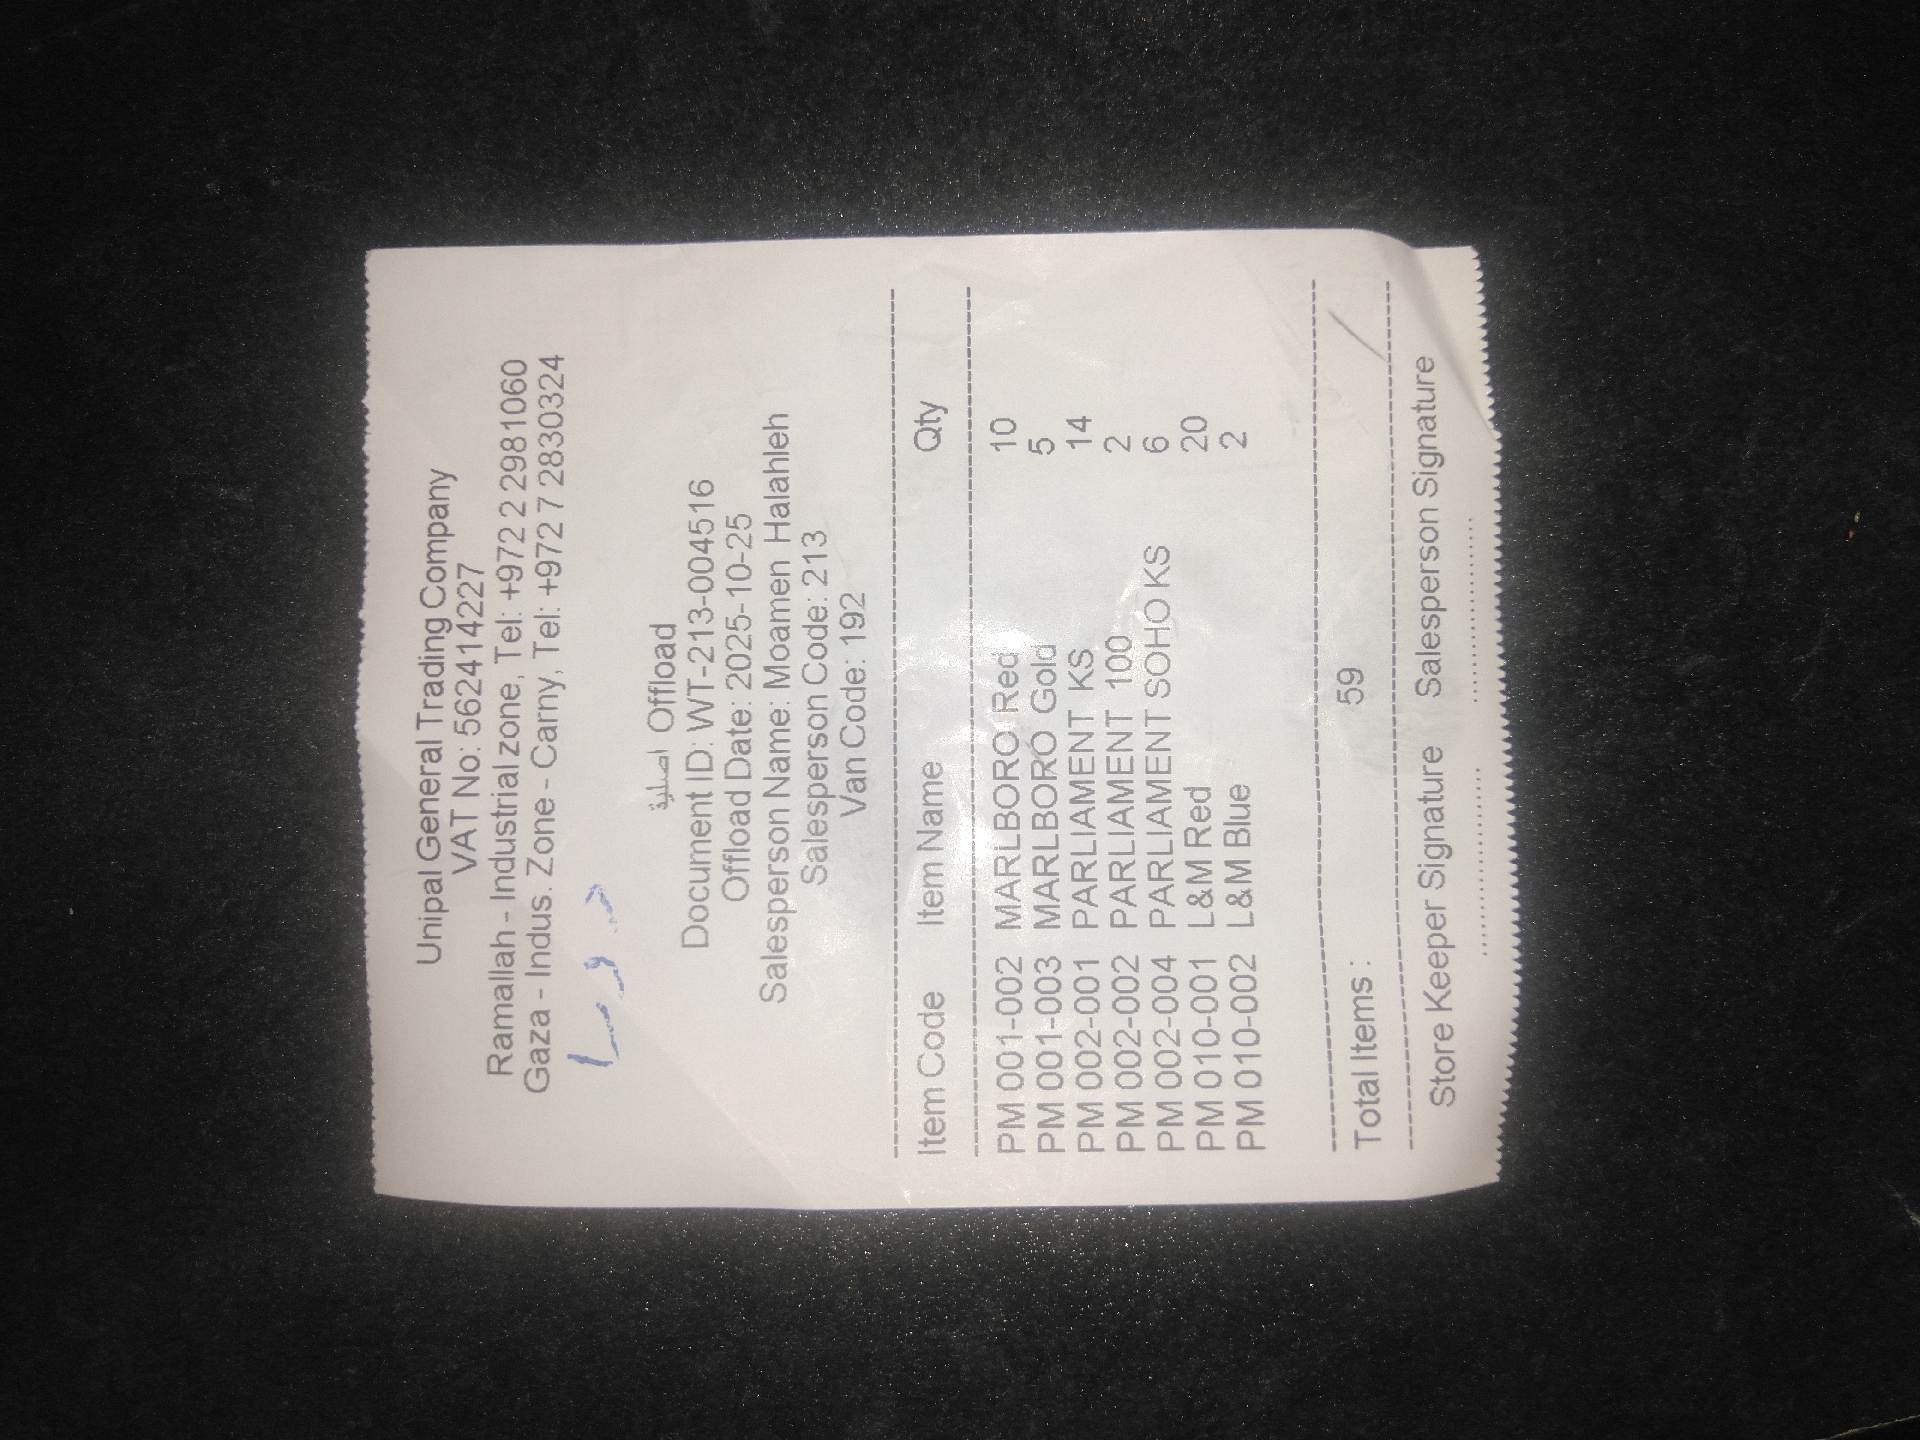 Unipal General Trading Company
VAT No: 562414227
Ramallah - Industrial zone, Tel: +972 2 2981060
Gaza - Indus. Zone - Carny, Tel: +972 7 2830324
اصلية Offload
Document ID: WT-213-004516
Offload Date: 2025-10-25
Salesperson Name: Moamen Halahleh
Salesperson Code: 213
Van Code: 192
Item Code Item Name Qty
PM 001-002 MARLBORO Red 10
PM 001-003 MARLBORO Gold 5
PM 002-001 PARLIAMENT KS 14
PM 002-002 PARLIAMENT 100 2
PM 002-004 PARLIAMENT SOHO KS 6
PM 010-001 L&M Red 20
PM 010-002 L&M Blue 2
Total Items : 59
Store Keeper Signature Salesperson Signature